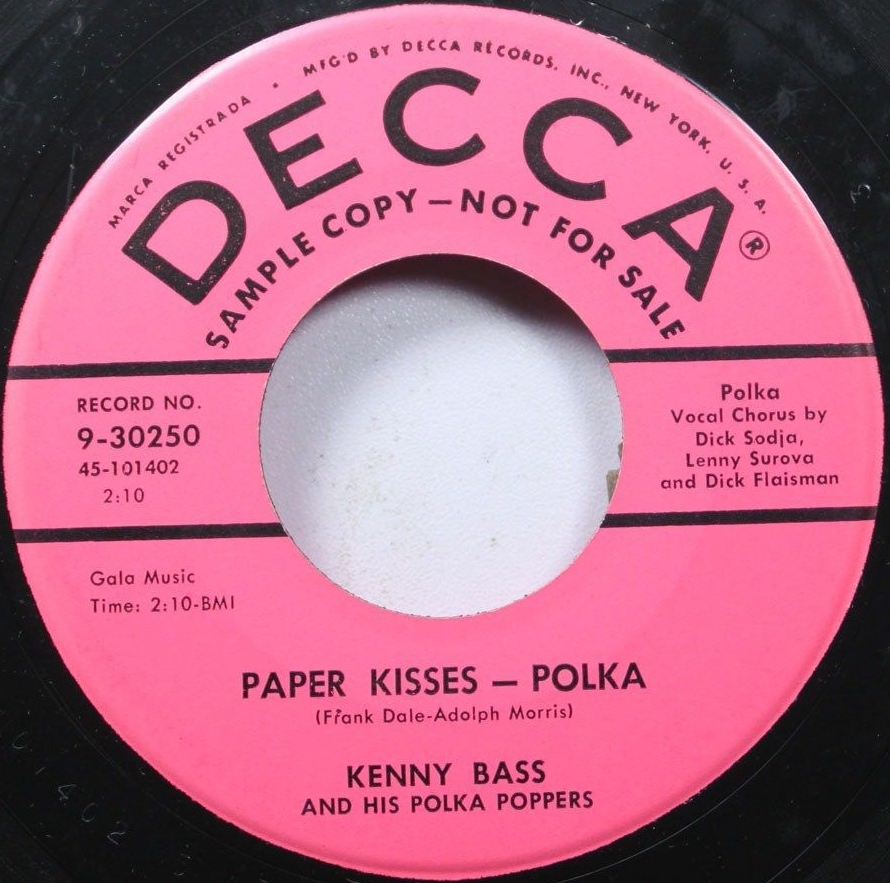 MARCA REGISTRADA • MFG'D BY DECCA RECORDS, INC., NEW YORK, U. S. A.
DECCA®
SAMPLE COPY—NOT FOR SALE
RECORD NO.
9-30250
45-101402
2:10
Polka
Vocal Chorus by
Dick Sodja,
Lenny Surova
and Dick Flaisman
Gala Music
Time: 2:10-BMI
PAPER KISSES — POLKA
(Frank Dale-Adolph Morris)
KENNY BASS
AND HIS POLKA POPPERS
402